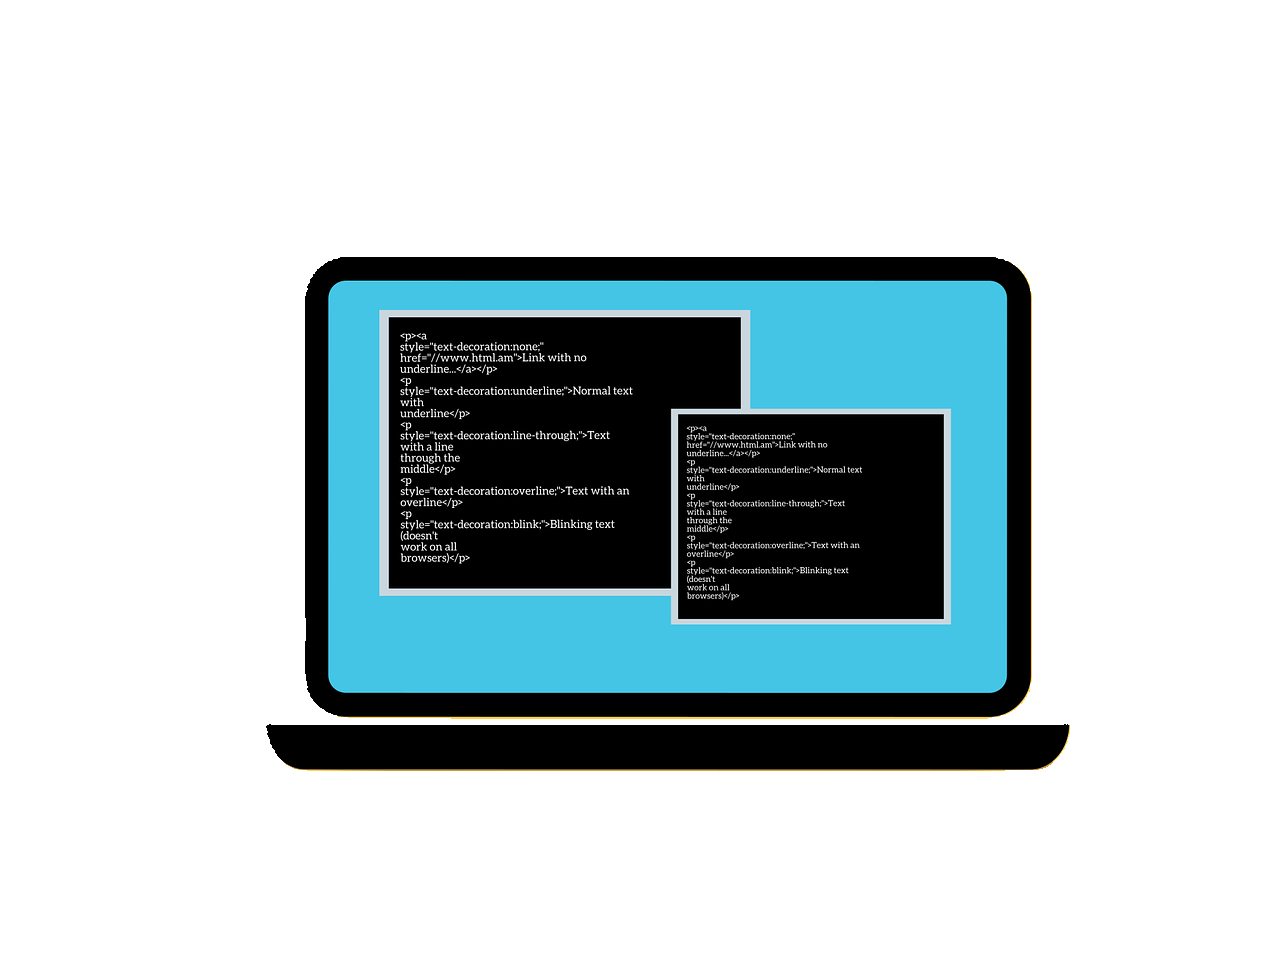 <p><a
style="text-decoration:none;"
href="//www.html.am">Link with no
underline...</a></p>
<p
style="text-decoration:underline;">Normal text
with
underline</p>
<p
style="text-decoration:line-through;">Text
with a line
through the
middle</p>
<p
style="text-decoration:overline;">Text with an
overline</p>
<p
style="text-decoration:blink;">Blinking text
(doesn't
work on all
browsers)</p>
<p><a
style="text-decoration:none;"
href="//www.html.am">Link with no
underline...</a></p>
<p
style="text-decoration:underline;">Normal text
with
underline</p>
<p
style="text-decoration:line-through;">Text
with a line
through the
middle</p>
<p
style="text-decoration:overline;">Text with an
overline</p>
<p
style="text-decoration:blink;">Blinking text
(doesn't
work on all
browsers)</p>